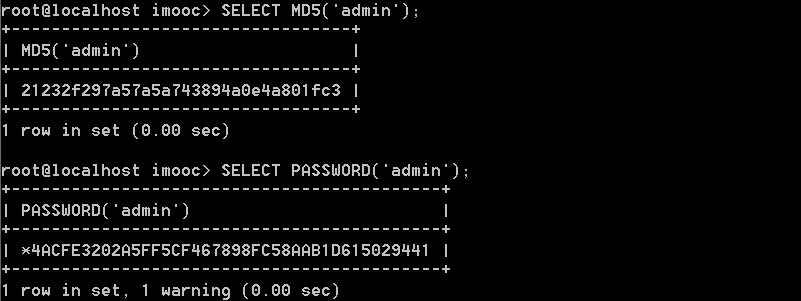 root@localhost imooc> SELECT MD5('admin');
+----------------------------------+
| MD5('admin')                     |
+----------------------------------+
| 21232f297a57a5a743894a0e4a801fc3 |
+----------------------------------+
1 row in set (0.00 sec)
root@localhost imooc> SELECT PASSWORD('admin');
+-------------------------------------------+
| PASSWORD('admin')                         |
+-------------------------------------------+
| *4ACFE3202A5FF5CF467898FC58AAB1D615029441 |
+-------------------------------------------+
1 row in set, 1 warning (0.00 sec)